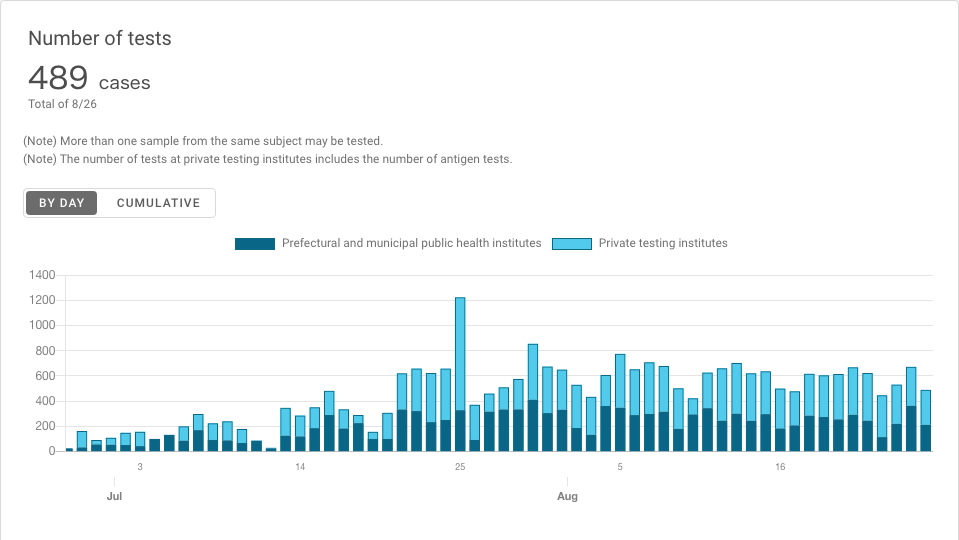 Number of tests
489 cases
Total of 8/26
(Note) More than one sample from the same subject may be tested.
(Note) The number of tests at private testing institutes includes the number of antigen tests.
BY DAY CUMULATIVE
Prefectural and municipal public health institutes Private testing institutes
1400
1200
1000
800
600
400
200
0
3 14 25 5 16
Jul Aug